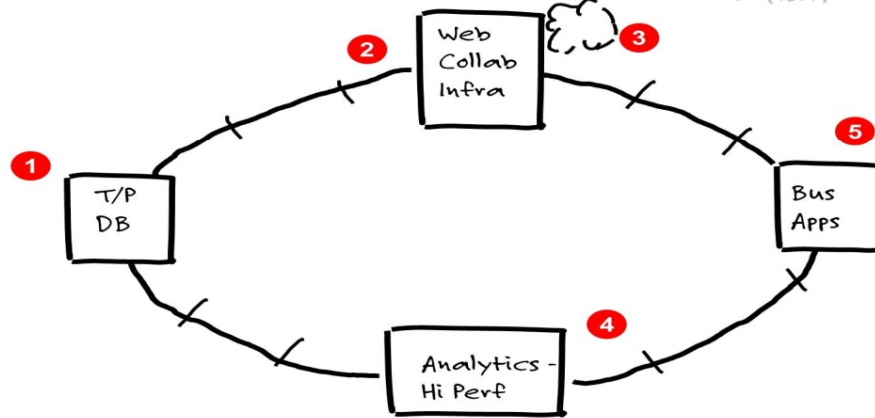 2
Web
Collab
Infra
3
1
T/P
DB
5
Bus
Apps
4
Analytics -
Hi Perf